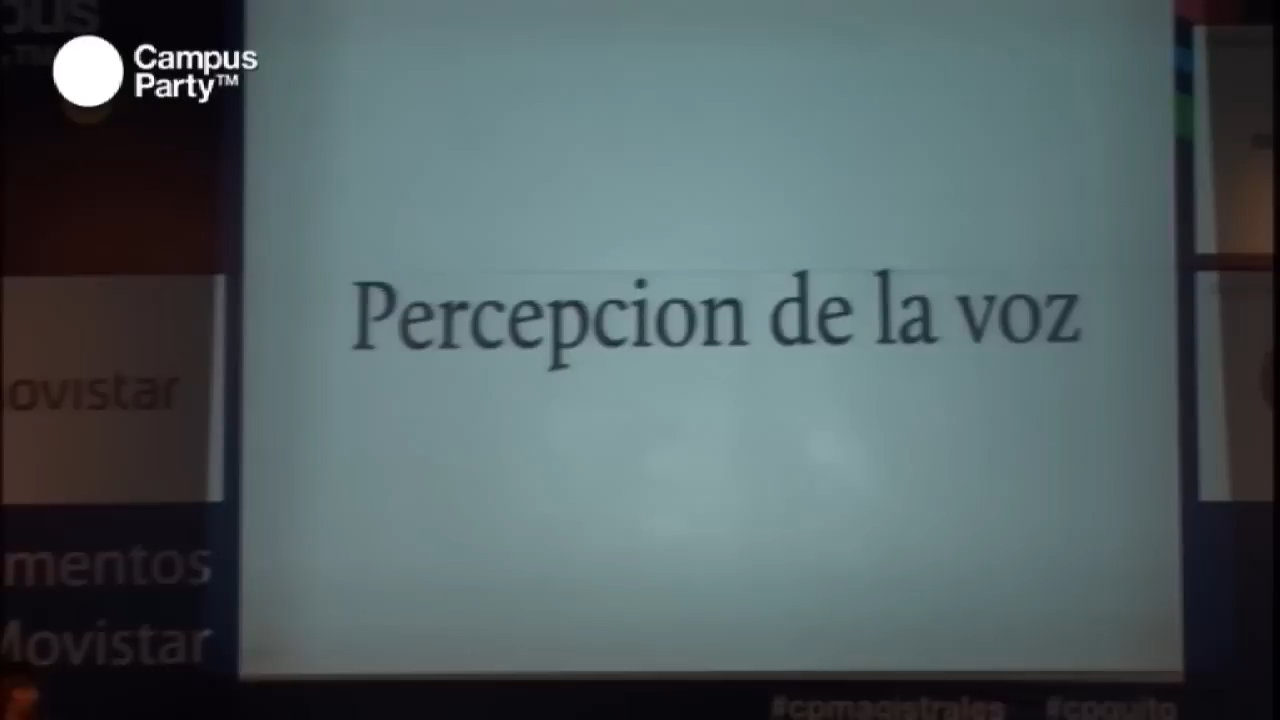 Campus
Party™
Percepcion de la voz
ovistar
mentos
Movistar
#cpmagistrales #cpquito